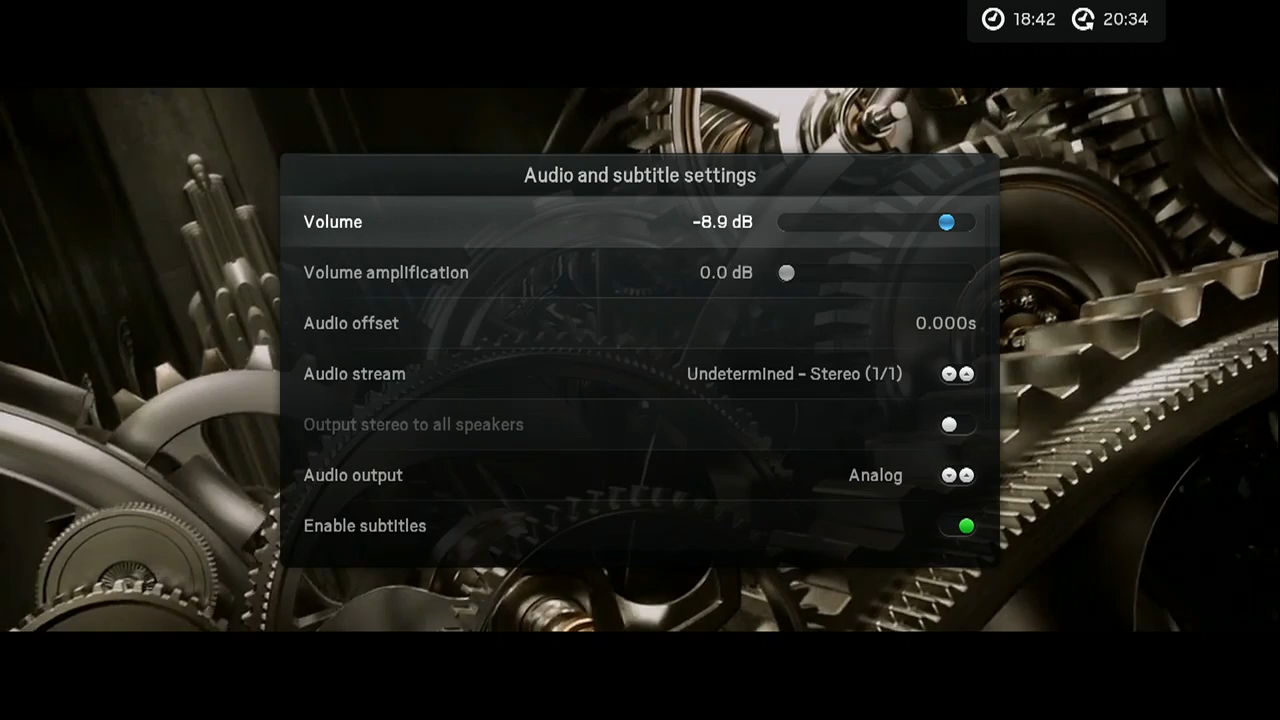 18:42 20:34
Audio and subtitle settings
Volume -8.9 dB
Volume amplification 0.0 dB
Audio offset 0.000s
Audio stream Undetermined - Stereo (1/1)
Output stereo to all speakers
Audio output Analog
Enable subtitles